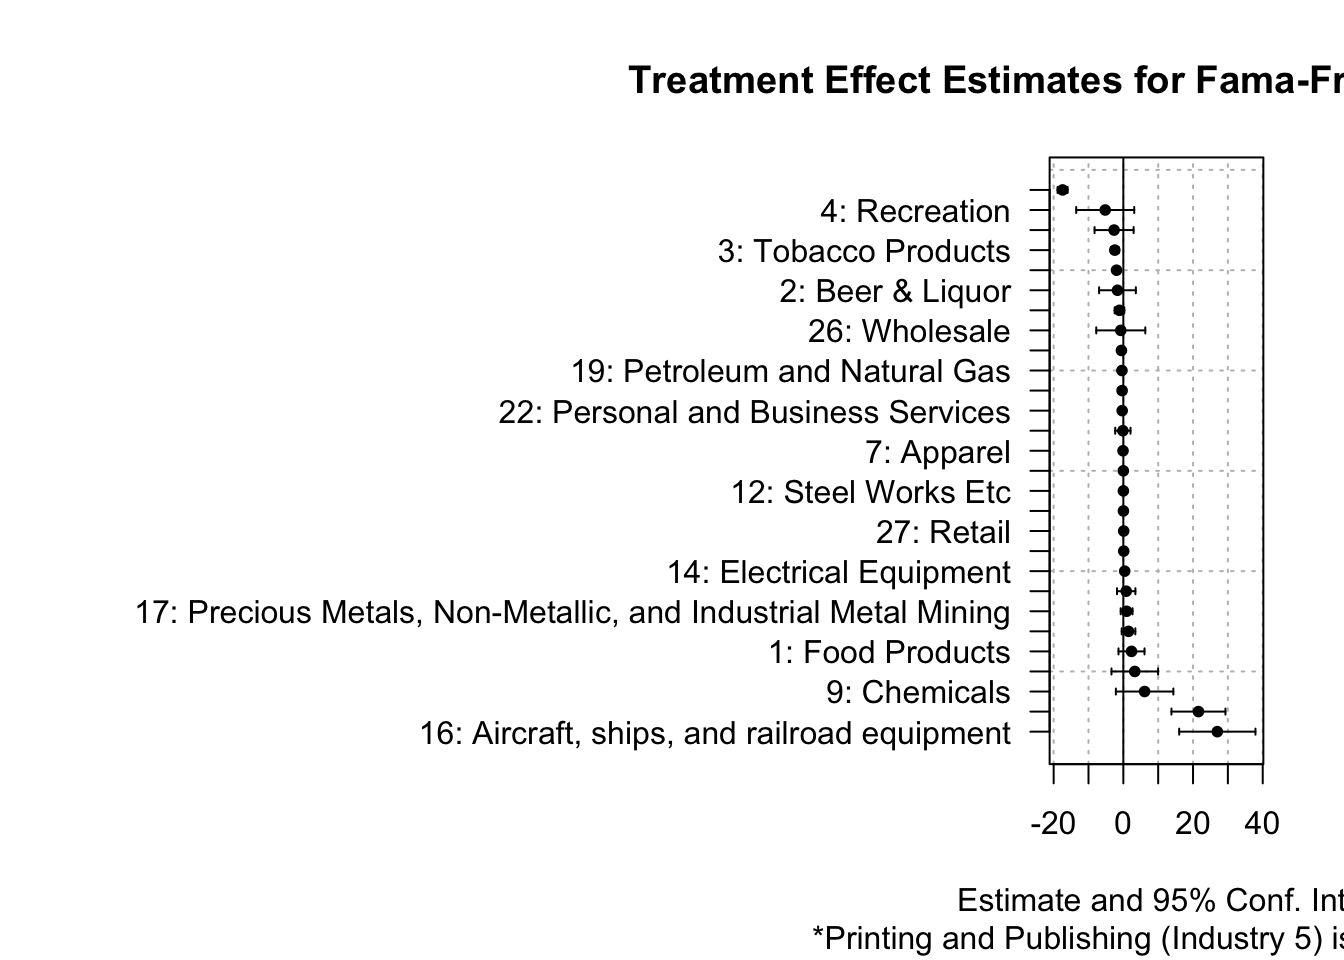 Treatment Effect Estimates for Fama-Fr
4: Recreation
3: Tobacco Products
2: Beer & Liquor
26: Wholesale
19: Petroleum and Natural Gas
22: Personal and Business Services
7: Apparel
12: Steel Works Etc
27: Retail
14: Electrical Equipment
17: Precious Metals, Non-Metallic, and Industrial Metal Mining
1: Food Products
9: Chemicals
16: Aircraft, ships, and railroad equipment
-20 0 20 40
Estimate and 95% Conf. Int
*Printing and Publishing (Industry 5) is